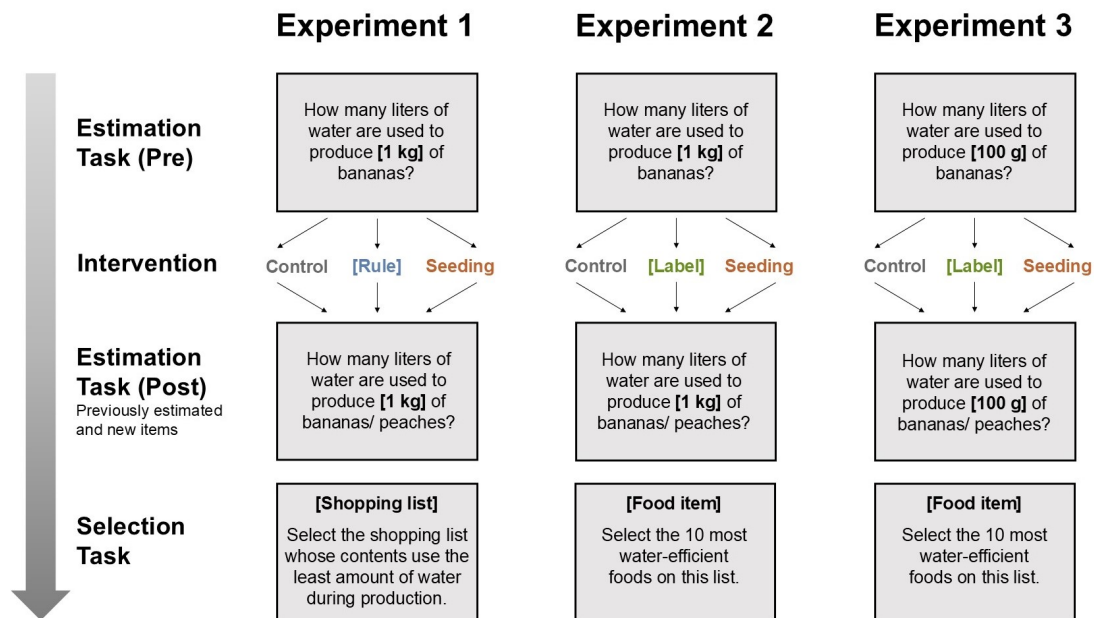 Experiment 1
Experiment 2
Experiment 3
Estimation
Task (Pre)
How many liters of
water are used to
produce [1 kg] of
bananas?
How many liters of
water are used to
produce [1 kg] of
bananas?
How many liters of
water are used to
produce [100 g] of
bananas?
Intervention
Control [Rule] Seeding
Control [Label] Seeding
Control [Label] Seeding
Estimation
Task (Post)
Previously estimated
and new items
How many liters of
water are used to
produce [1 kg] of
bananas/ peaches?
How many liters of
water are used to
produce [1 kg] of
bananas/ peaches?
How many liters of
water are used to
produce [100 g] of
bananas/ peaches?
Selection
Task
[Shopping list]
Select the shopping list
whose contents use the
least amount of water
during production.
[Food item]
Select the 10 most
water-efficient
foods on this list.
[Food item]
Select the 10 most
water-efficient
foods on this list.